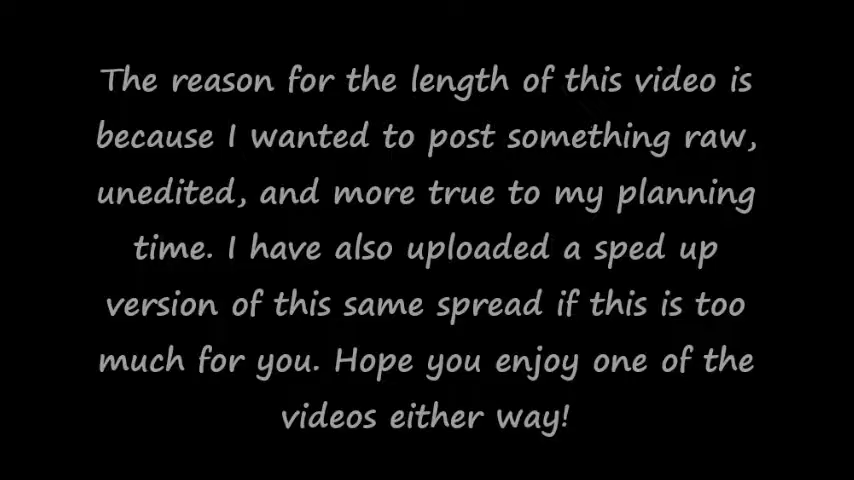 The reason for the length of this video is
because I wanted to post something raw,
unedited, and more true to my planning
time. I have also uploaded a sped up
version of this same spread if this is too
much for you. Hope you enjoy one of the
videos either way!